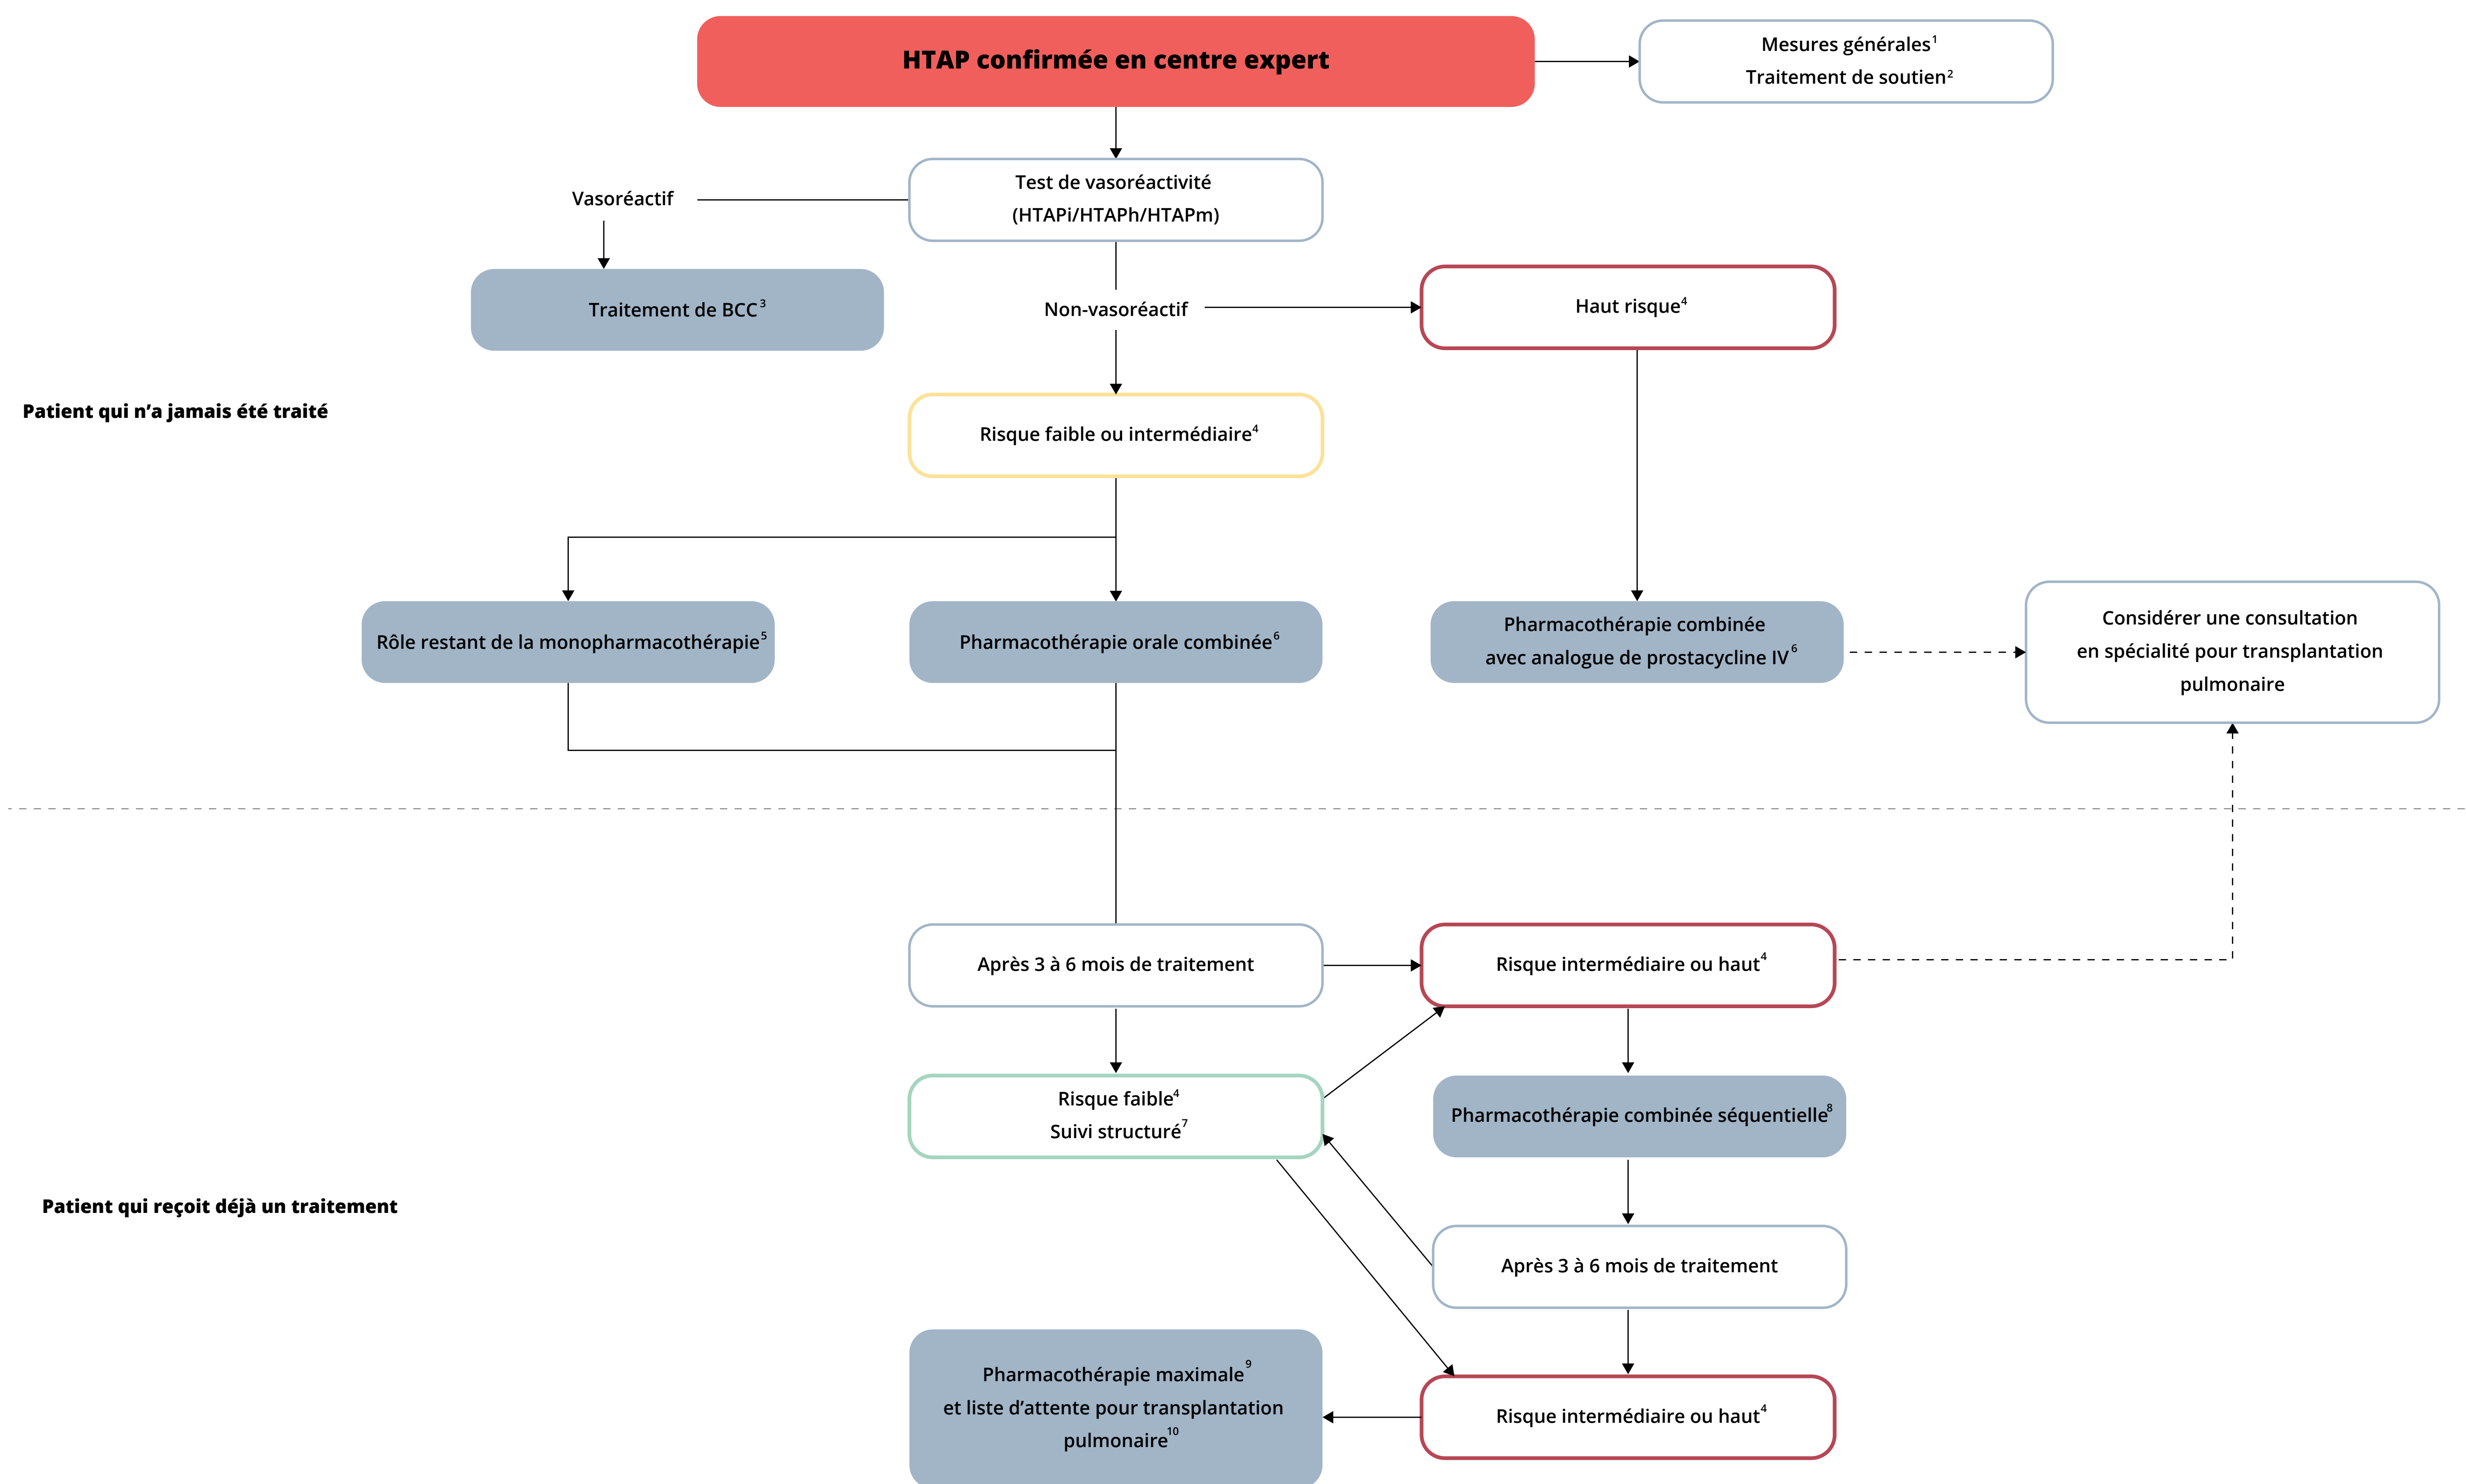 HTAP confirmée en centre expert
Mesures générales¹
Traitement de soutien²
Test de vasoréactivité
(HTAPi/HTAPh/HTAPm)
Vasoréactif
Traitement de BCC³
Non-vasoréactif
Haut risque⁴
Patient qui n’a jamais été traité
Risque faible ou intermédiaire⁴
Rôle restant de la monopharmacothérapie⁵
Pharmacothérapie orale combinée⁶
Pharmacothérapie combinée
avec analogue de prostacycline IV⁶
Considérer une consultation
en spécialité pour transplantation
pulmonaire
Après 3 à 6 mois de traitement
Risque intermédiaire ou haut⁴
Risque faible⁴
Suivi structuré⁷
Pharmacothérapie combinée séquentielle⁸
Patient qui reçoit déjà un traitement
Après 3 à 6 mois de traitement
Pharmacothérapie maximale⁹
et liste d’attente pour transplantation
pulmonaire¹⁰
Risque intermédiaire ou haut⁴